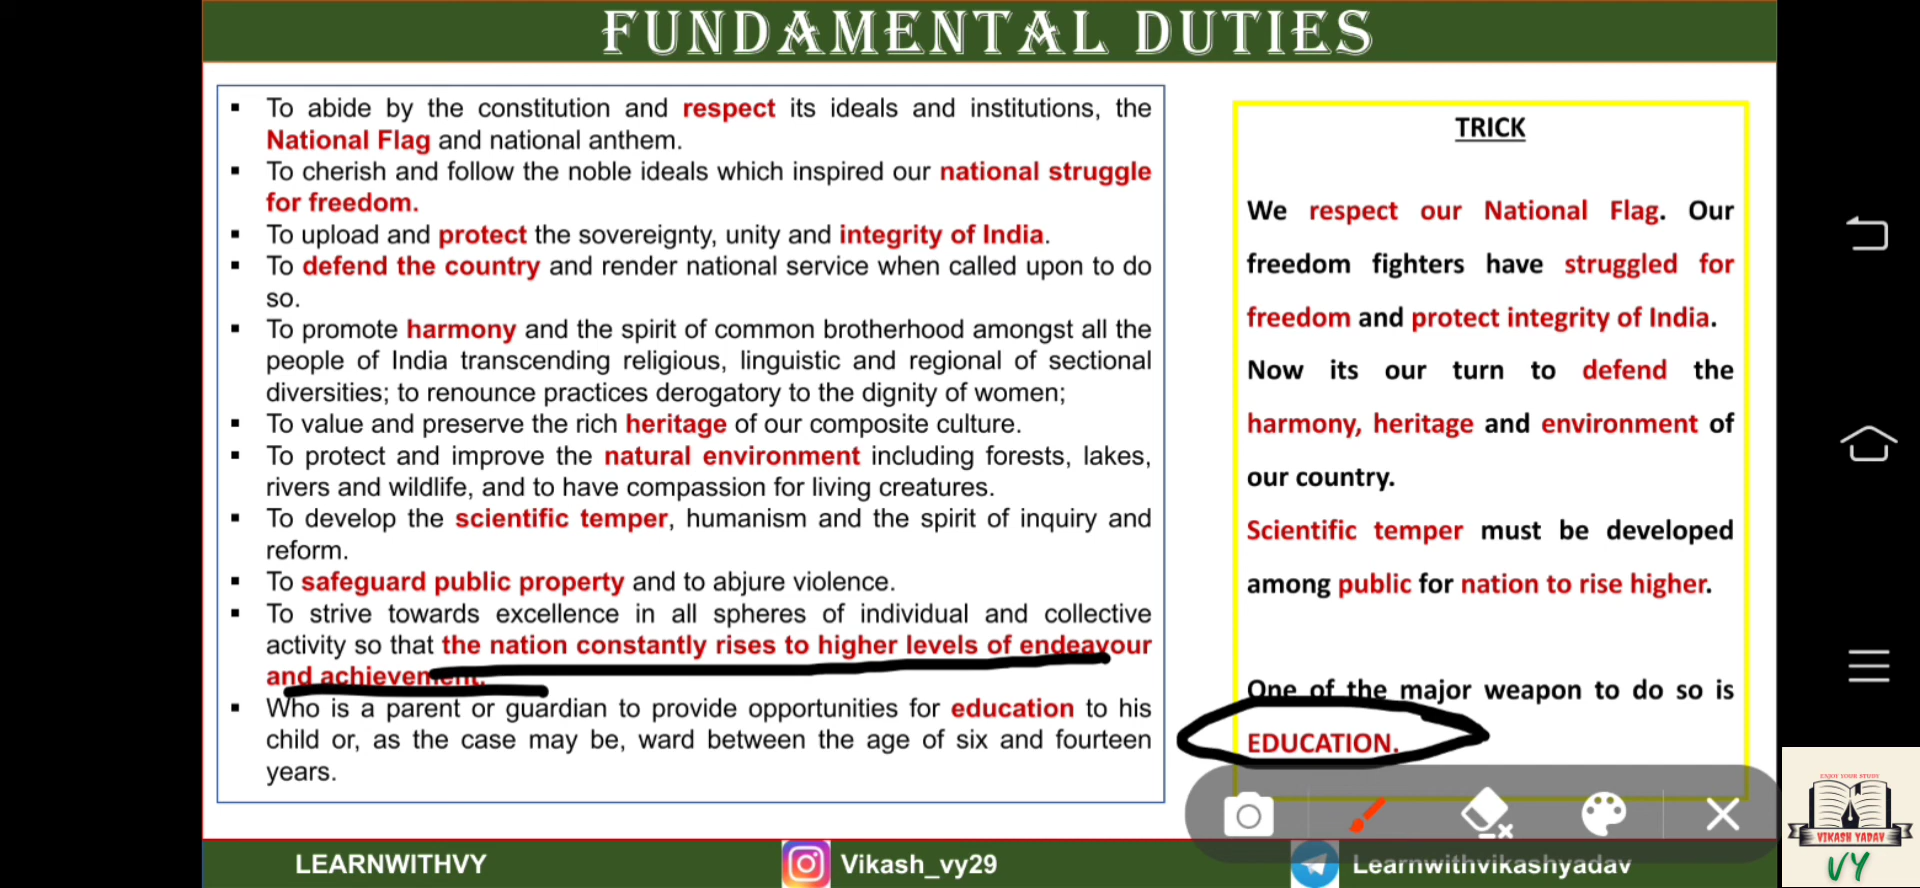 FUNDAMENTAL DUTIES
▪ To abide by the constitution and respect its ideals and institutions, the
National Flag and national anthem.
▪ To cherish and follow the noble ideals which inspired our national struggle
for freedom.
▪ To upload and protect the sovereignty, unity and integrity of India.
▪ To defend the country and render national service when called upon to do
so.
▪ To promote harmony and the spirit of common brotherhood amongst all the
people of India transcending religious, linguistic and regional of sectional
diversities; to renounce practices derogatory to the dignity of women;
▪ To value and preserve the rich heritage of our composite culture.
▪ To protect and improve the natural environment including forests, lakes,
rivers and wildlife, and to have compassion for living creatures.
▪ To develop the scientific temper, humanism and the spirit of inquiry and
reform.
▪ To safeguard public property and to abjure violence.
▪ To strive towards excellence in all spheres of individual and collective
activity so that the nation constantly rises to higher levels of endeavour
and achievement.
▪ Who is a parent or guardian to provide opportunities for education to his
child or, as the case may be, ward between the age of six and fourteen
years.
TRICK
We respect our National Flag. Our
freedom fighters have struggled for
freedom and protect integrity of India.
Now its our turn to defend the
harmony, heritage and environment of
our country.
Scientific temper must be developed
among public for nation to rise higher.
One of the major weapon to do so is
EDUCATION.
LEARNWITHVY
Vikash_vy29
Learnwithvikashyadav
ENJOY YOUR STUDY
VIKASH YADAV
VY